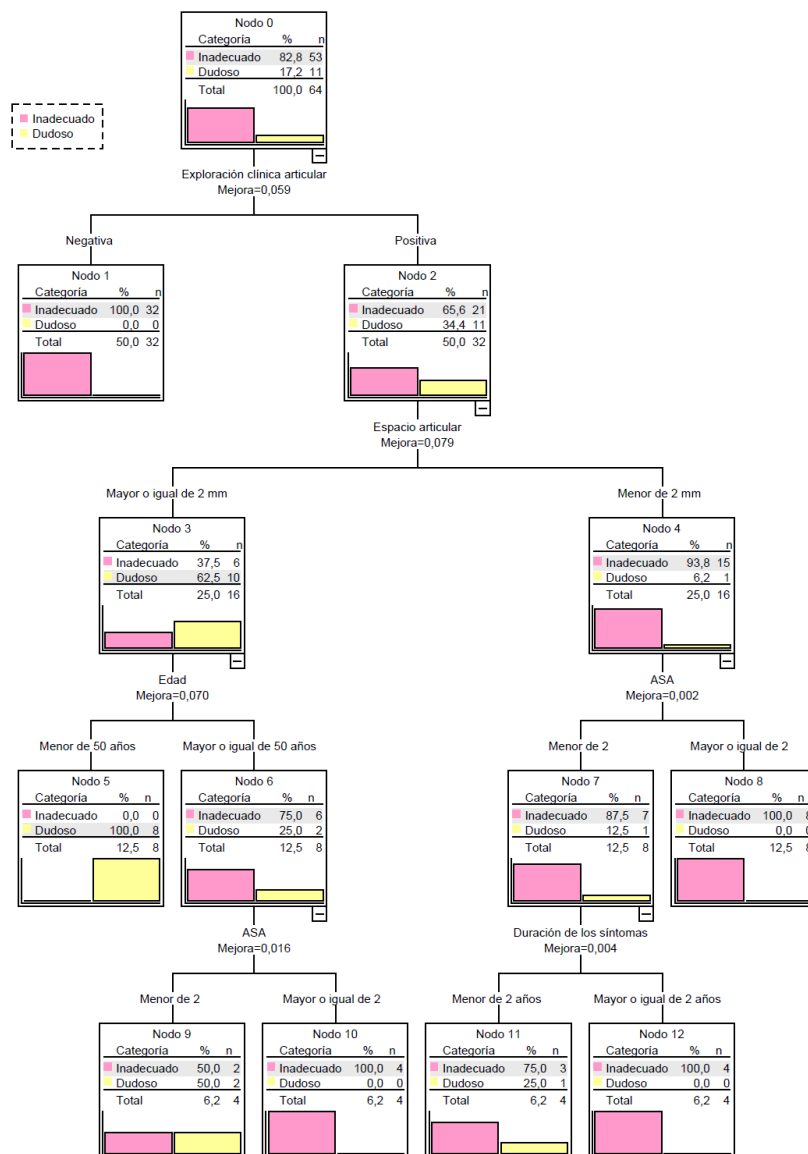 Nodo 0
Categoría % n
Inadecuado 82,8 53
Dudoso 17,2 11
Total 100,0 64
Inadecuado
Dudoso
Exploración clínica articular
Mejora=0,059
Negativa Positiva
Nodo 1
Categoría % n
Inadecuado 100,0 32
Dudoso 0,0 0
Total 50,0 32
Nodo 2
Categoría % n
Inadecuado 65,6 21
Dudoso 34,4 11
Total 50,0 32
Espacio articular
Mejora=0,079
Mayor o igual de 2 mm Menor de 2 mm
Nodo 3
Categoría % n
Inadecuado 37,5 6
Dudoso 62,5 10
Total 25,0 16
Nodo 4
Categoría % n
Inadecuado 93,8 15
Dudoso 6,2 1
Total 25,0 16
Edad
Mejora=0,070
ASA
Mejora=0,002
Menor de 50 años Mayor o igual de 50 años Menor de 2 Mayor o igual de 2
Nodo 5
Categoría % n
Inadecuado 0,0 0
Dudoso 100,0 8
Total 12,5 8
Nodo 6
Categoría % n
Inadecuado 75,0 6
Dudoso 25,0 2
Total 12,5 8
Nodo 7
Categoría % n
Inadecuado 87,5 7
Dudoso 12,5 1
Total 12,5 8
Nodo 8
Categoría % n
Inadecuado 100,0 8
Dudoso 0,0 0
Total 12,5 8
ASA
Mejora=0,016
Duración de los síntomas
Mejora=0,004
Menor de 2 Mayor o igual de 2 Menor de 2 años Mayor o igual de 2 años
Nodo 9
Categoría % n
Inadecuado 50,0 2
Dudoso 50,0 2
Total 6,2 4
Nodo 10
Categoría % n
Inadecuado 100,0 4
Dudoso 0,0 0
Total 6,2 4
Nodo 11
Categoría % n
Inadecuado 75,0 3
Dudoso 25,0 1
Total 6,2 4
Nodo 12
Categoría % n
Inadecuado 100,0 4
Dudoso 0,0 0
Total 6,2 4